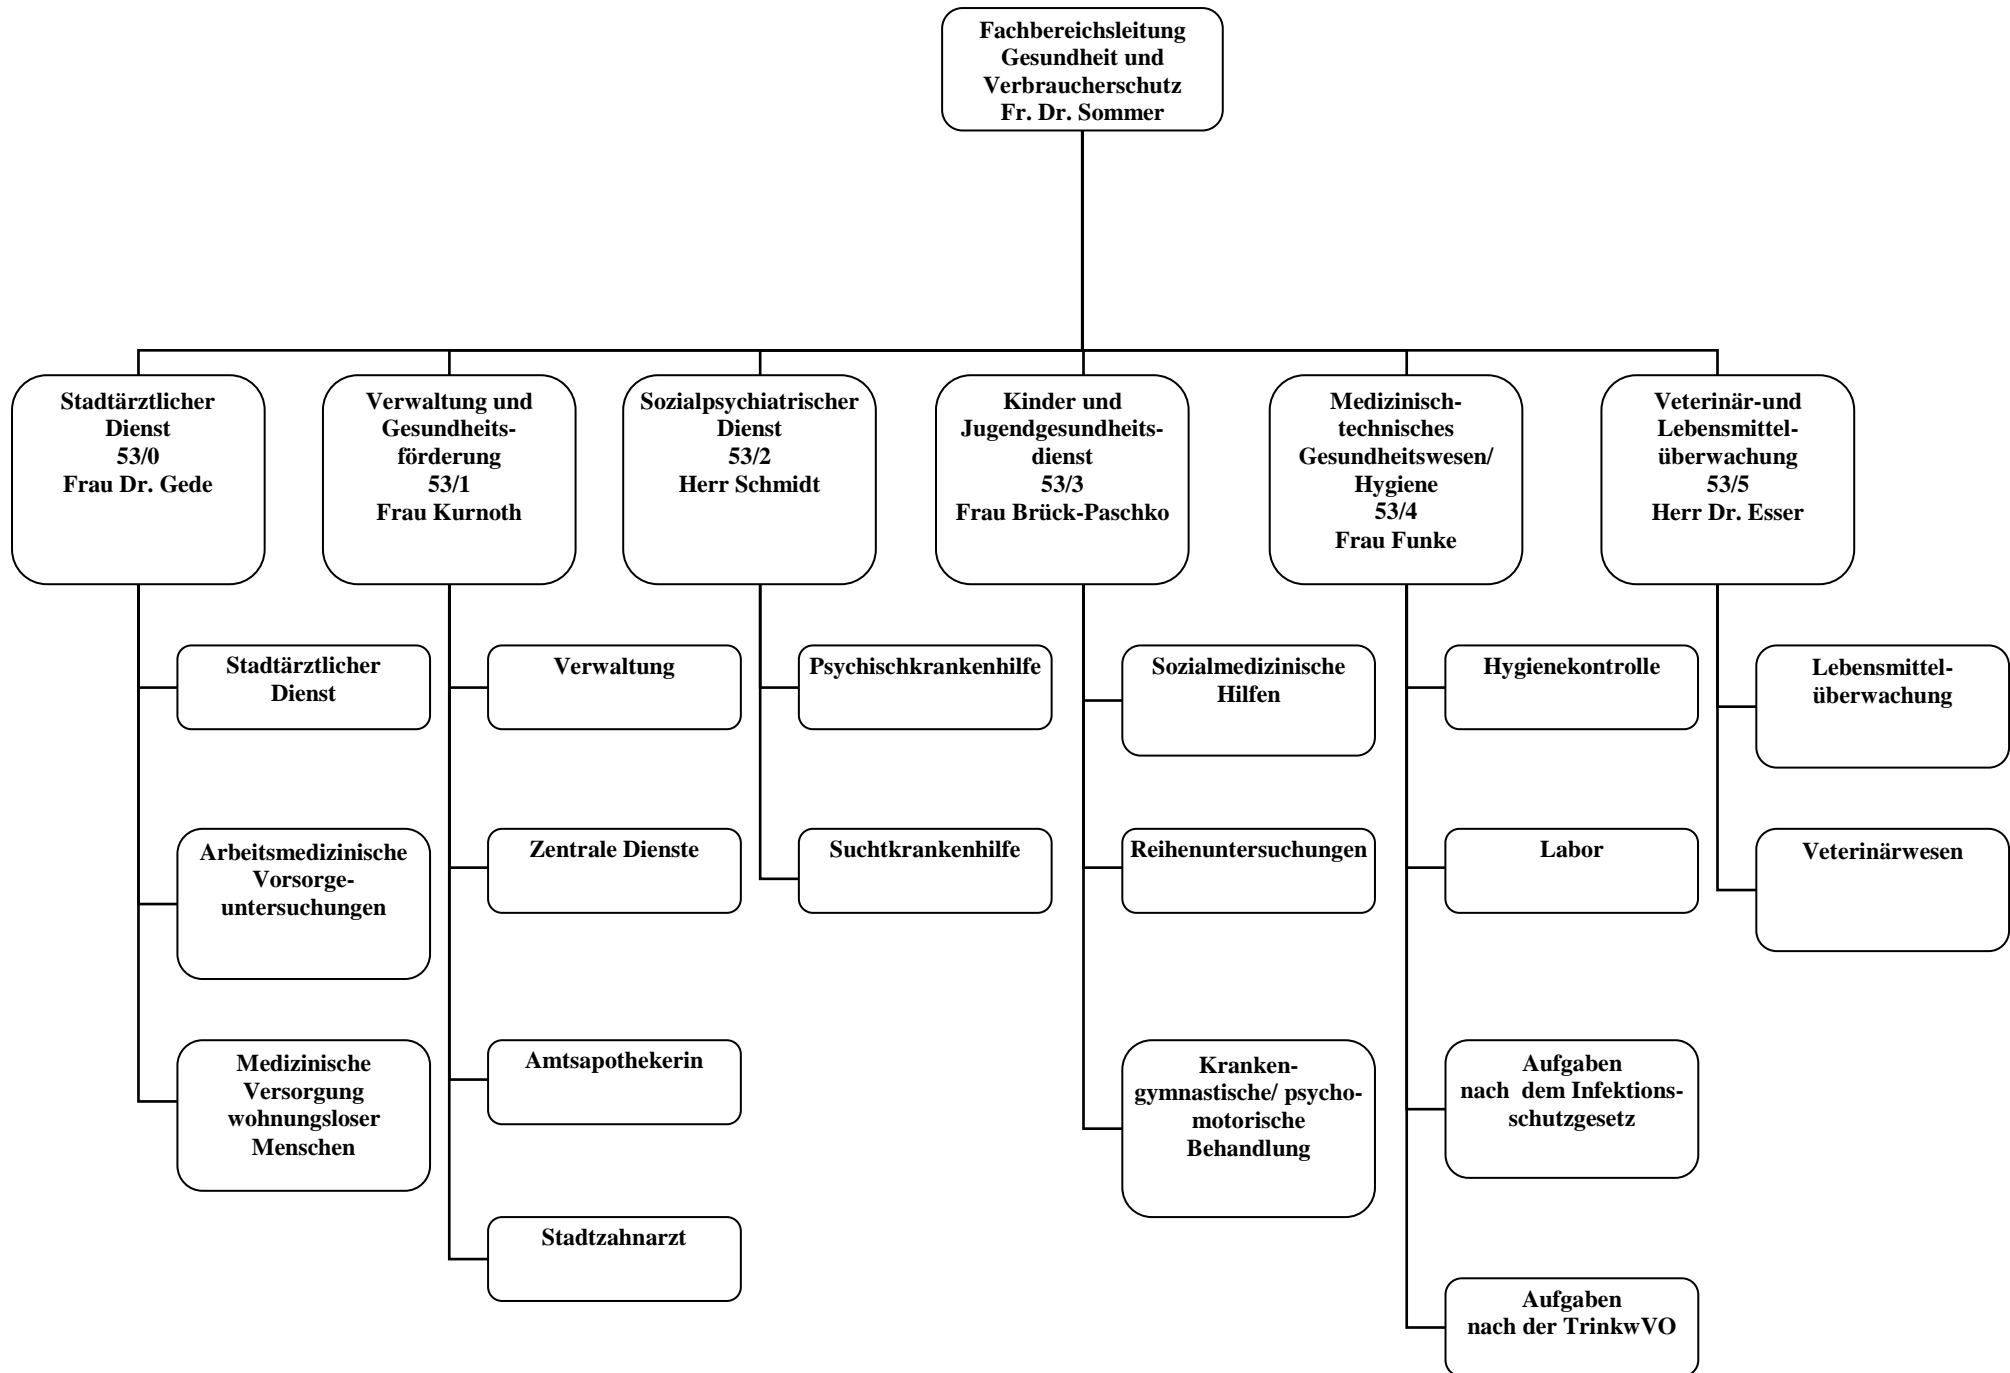 Fachbereichsleitung
Gesundheit und
Verbraucherschutz
Fr. Dr. Sommer
Stadtärztlicher
Dienst
53/0
Frau Dr. Gede
Verwaltung und
Gesundheits-
förderung
53/1
Frau Kurnoth
Sozialpsychiatrischer
Dienst
53/2
Herr Schmidt
Kinder und
Jugendgesundheits-
dienst
53/3
Frau Brück-Paschko
Medizinisch-
technisches
Gesundheitswesen/
Hygiene
53/4
Frau Funke
Veterinär-und
Lebensmittel-
überwachung
53/5
Herr Dr. Esser
Stadtärztlicher
Dienst
Arbeitsmedizinische
Vorsorge-
untersuchungen
Medizinische
Versorgung
wohnungsloser
Menschen
Verwaltung
Zentrale Dienste
Amtsapothekerin
Stadtzahnarzt
Psychischkrankenhilfe
Suchtkrankenhilfe
Sozialmedizinische
Hilfen
Reihenuntersuchungen
Kranken-
gymnastische/ psycho-
motorische
Behandlung
Hygienekontrolle
Labor
Aufgaben
nach  dem Infektions-
schutzgesetz
Aufgaben
nach der TrinkwVO
Lebensmittel-
überwachung
Veterinärwesen